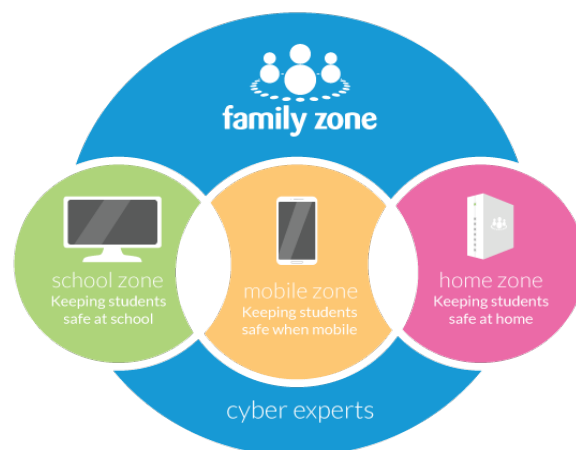 family zone
school zone
Keeping students
safe at school
mobile zone
Keeping students
safe when mobile
home zone
Keeping students
safe at home
cyber experts